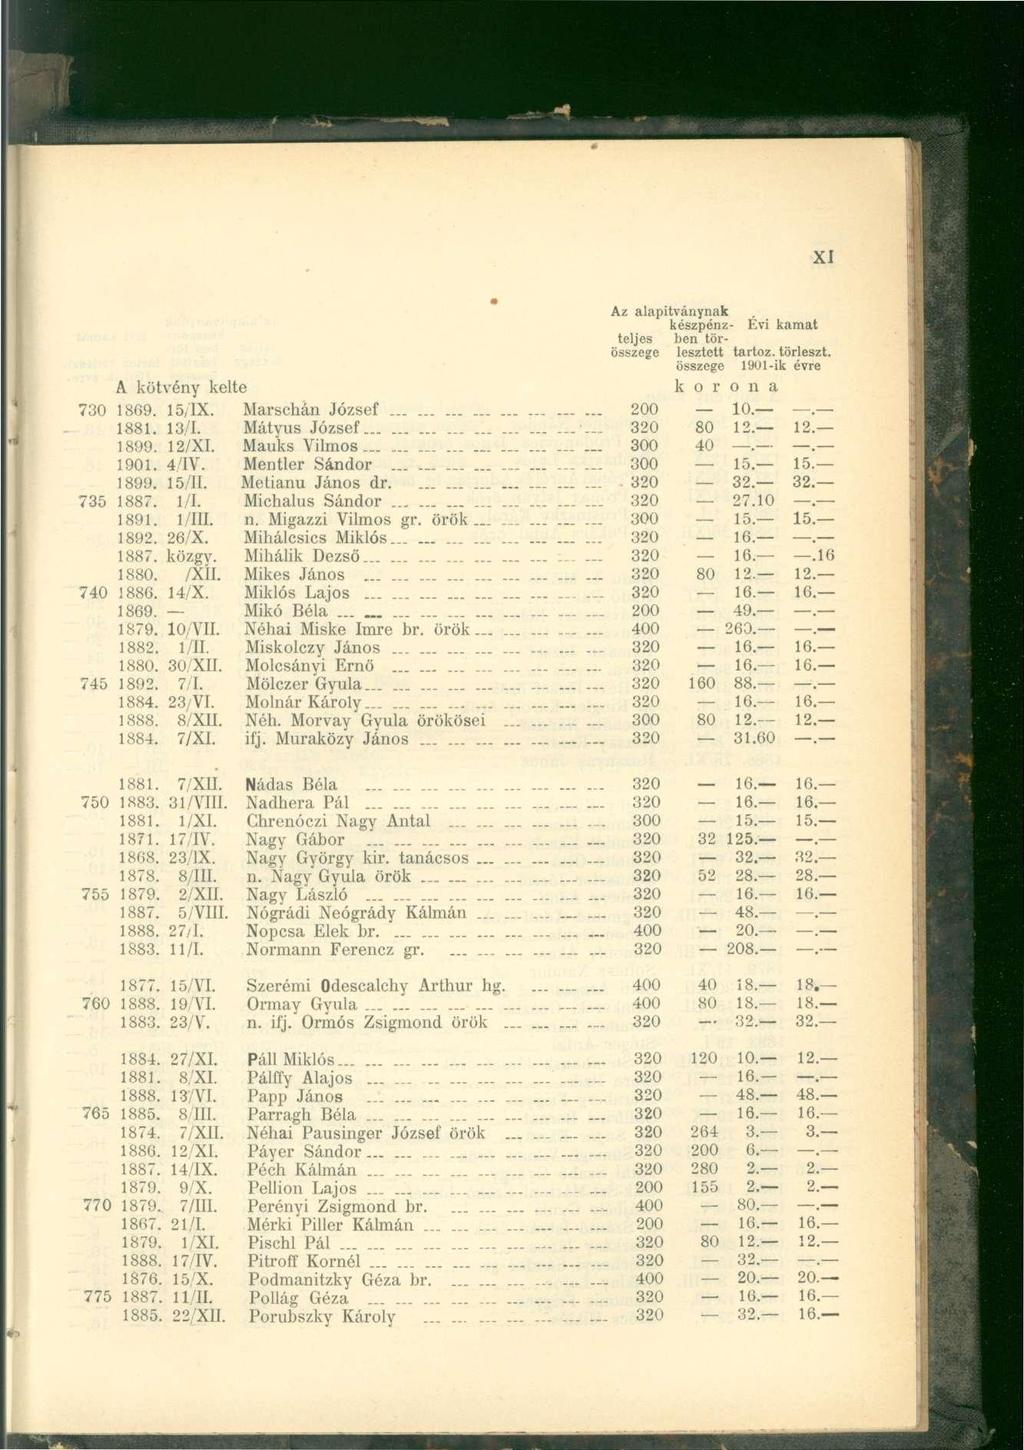 XI
Az alapitványnak
készpénz- Évi kamat
teljes ben tör-
összege lesztett tartoz. törleszt.
összege 1901-ik évre
A kötvény kelte k o r o n a
730 1869. 15/IX. Marschán József 200 — 10.— —.—
1881. 13/I. Mátyus József 320 80 12.— 12.—
1899. 12/XI. Mauks Vilmos 300 40 —.— —.—
1901. 4/IV. Mentler Sándor 300 — 15.— 15.—
1899. 15/II. Metianu János dr. 320 — 32.— 32.—
735 1887. 1/I. Michalus Sándor 320 — 27.10 —.—
1891. 1/III. n. Migazzi Vilmos gr. örök 300 — 15.— 15.—
1892. 26/X. Mihálcsics Miklós 320 — 16.— —.—
1887. közgy. Mihálik Dezső 320 — 16.— —.16
1880. /XII. Mikes János 320 80 12.— 12.—
740 1886. 14/X. Miklós Lajos 320 — 16.— 16.—
1869. — Mikó Béla 200 — 49.— —.—
1879. 10/VII. Néhai Miske Imre br. örök 400 — 260.— —.—
1882. 1/II. Miskolczy János 320 — 16.— 16.—
1880. 30/XII. Molcsányi Ernő 320 — 16.— 16.—
745 1892. 7/I. Mölczer Gyula 320 160 88.— —.—
1884. 23/VI. Molnár Károly 320 — 16.— 16.—
1888. 8/XII. Néh. Morvay Gyula örökösei 300 80 12.— 12.—
1884. 7/XI. ifj. Muraközy János 320 — 31.60 —.—
1881. 7/XII. Nádas Béla 320 — 16.— 16.—
750 1883. 31/VIII. Nadhera Pál 320 — 16.— 16.—
1881. 1/XI. Chrenóczi Nagy Antal 300 — 15.— 15.—
1871. 17/IV. Nagy Gábor 320 32 125.— —.—
1868. 23/IX. Nagy György kir. tanácsos 320 — 32.— 32.—
1878. 8/III. n. Nagy Gyula örök 320 52 28.— 28.—
755 1879. 2/XII. Nagy László 320 — 16.— 16.—
1887. 5/VIII. Nógrádi Neógrády Kálmán 320 — 48.— —.—
1888. 27/I. Nopcsa Elek br. 400 — 20.— —.—
1883. 11/I. Normann Ferencz gr. 320 — 208.— —.—
1877. 15/VI. Szerémi Odescalchy Arthur hg. 400 40 18.— 18.—
760 1888. 19/VI. Ormay Gyula 400 80 18.— 18.—
1883. 23/V. n. ifj. Ormós Zsigmond örök 320 — 32.— 32.—
1884. 27/XI. Páll Miklós 320 120 10.— 12.—
1881. 8/XI. Pálffy Alajos 320 — 16.— —.—
1888. 13/VI. Papp János 320 — 48.— 48.—
765 1885. 8/III. Parragh Béla 320 — 16.— 16.—
1874. 7/XII. Néhai Pausinger József örök 320 264 3.— 3.—
1886. 12/XI. Páyer Sándor 320 200 6.— —.—
1887. 14/IX. Péch Kálmán 320 280 2.— 2.—
1879. 9/X. Pellion Lajos 200 155 2.— 2.—
770 1879. 7/III. Perényi Zsigmond br. 400 — 80.— —.—
1867. 21/I. Mérki Piller Kálmán 200 — 16.— 16.—
1879. 1/XI. Pischl Pál 320 80 12.— 12.—
1888. 17/IV. Pitroff Kornél 320 — 32.— —.—
1876. 15/X. Podmanitzky Géza br. 400 — 20.— 20.—
775 1887. 11/II. Pollág Géza 320 — 16.— 16.—
1885. 22/XII. Porubszky Károly 320 — 32.— 16.—